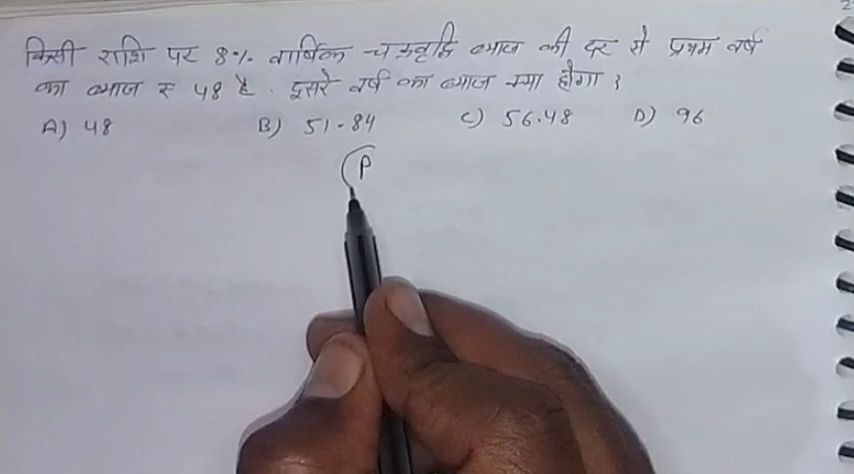 किसी राशि पर 8% वार्षिक चक्रवृद्धि ब्याज की दर से प्रथम वर्ष
का ब्याज रु 48 है. दूसरे वर्ष का ब्याज क्या होगा ?
A) 48 B) 51.84 C) 56.48 D) 96
(P